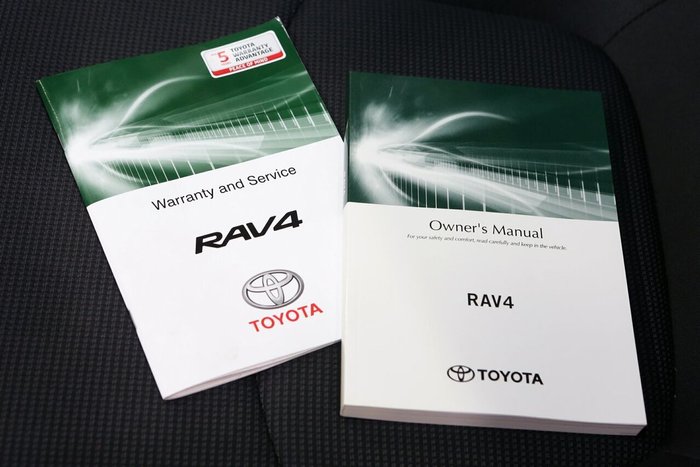 5
TOYOTA
WARRANTY
ADVANTAGE
PEACE OF MIND
Warranty and Service
RAV4
TOYOTA
Owner's Manual
For your safety and comfort, read carefully and keep in the vehicle.
RAV4
TOYOTA